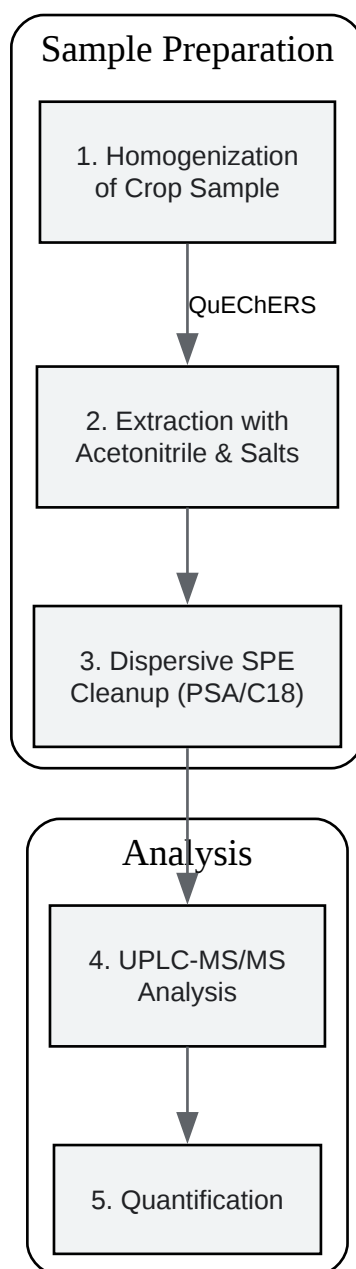 Sample Preparation
1. Homogenization
of Crop Sample
QuEChERS
2. Extraction with
Acetonitrile & Salts
3. Dispersive SPE
Cleanup (PSA/C18)
Analysis
4. UPLC-MS/MS
Analysis
5. Quantification